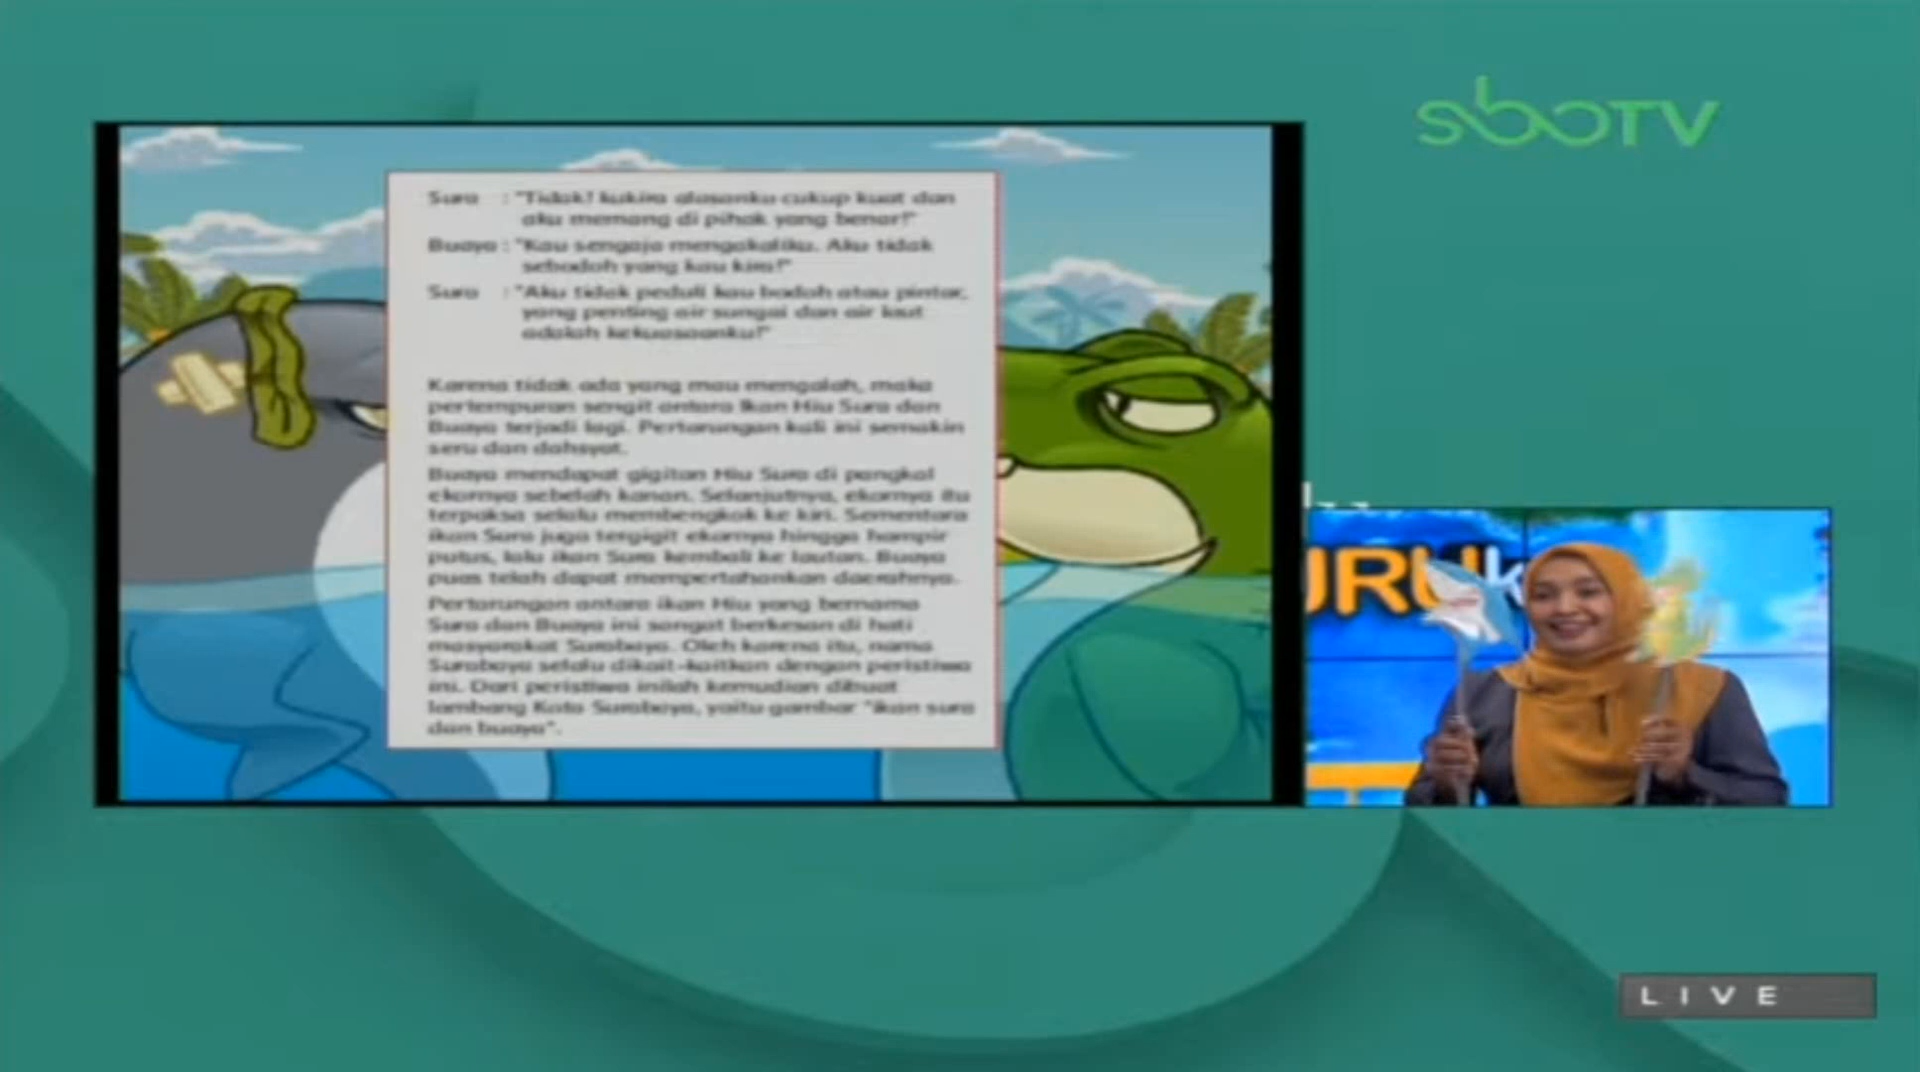 sboTV
Sura : "Tidak! kukira alasanku cukup kuat dan
aku memang di pihak yang benar!"
Buaya : "Kau sengaja mengakaliku. Aku tidak
sebodoh yang kau kira!"
Sura : "Aku tidak peduli kau bodoh atau pintar,
yang penting air sungai dan air laut
adalah kekuasaanku!"
Karena tidak ada yang mau mengalah, maka
pertempuran sengit antara Ikan Hiu Sura dan
Buaya terjadi lagi. Pertarungan kali ini semakin
seru dan dahsyat.
Buaya mendapat gigitan Hiu Sura di pangkal
ekornya sebelah kanan. Selanjutnya, ekornya itu
terpaksa selalu membengkok ke kiri. Sementara
ikan Sura juga tergigit ekornya hingga hampir
putus, lalu ikan Sura kembali ke lautan. Buaya
puas telah dapat mempertahankan daerahnya.
Pertarungan antara ikan Hiu yang bernama
Sura dan Buaya ini sangat berkesan di hati
masyarakat Surabaya. Oleh karena itu, nama
Surabaya selalu dikait-kaitkan dengan peristiwa
ini. Dari peristiwa inilah kemudian dibuat
lambang Kota Surabaya, yaitu gambar "ikan sura
dan buaya".
LIVE